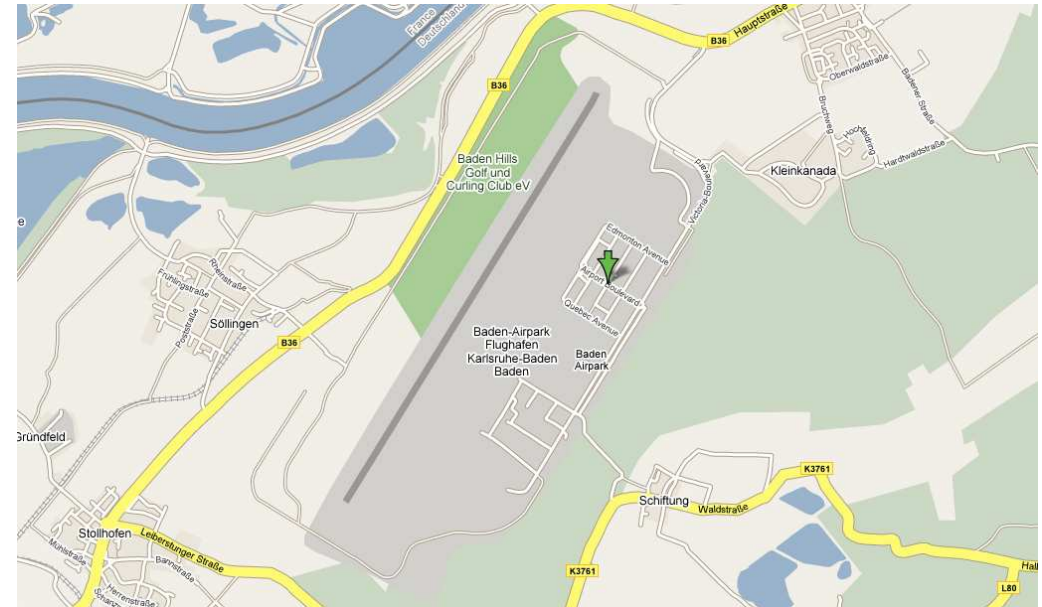 France
Deutschland
B36
Hauptstraße
B36
Oberwaldstraße
Badener Straße
Bruchweg
Hochfeldring
Hardtwaldstraße
Kleinkanada
Victoria-Boulevard
Baden Hills
Golf und
Curling Club eV
Edmonton Avenue
Airport Boulevard
Quebec Avenue
Rheinstraße
Frühlingstraße
Poststraße
Söllingen
B36
Baden-Airpark
Flughafen
Karlsruhe-Baden
Baden
Baden
Airpark
Gründfeld
K3761
Schiftung
Waldstraße
Stollhofen
Leiberstunger Straße
Mühlstraße
Bannstraße
Herrenstraße
K3761
L80